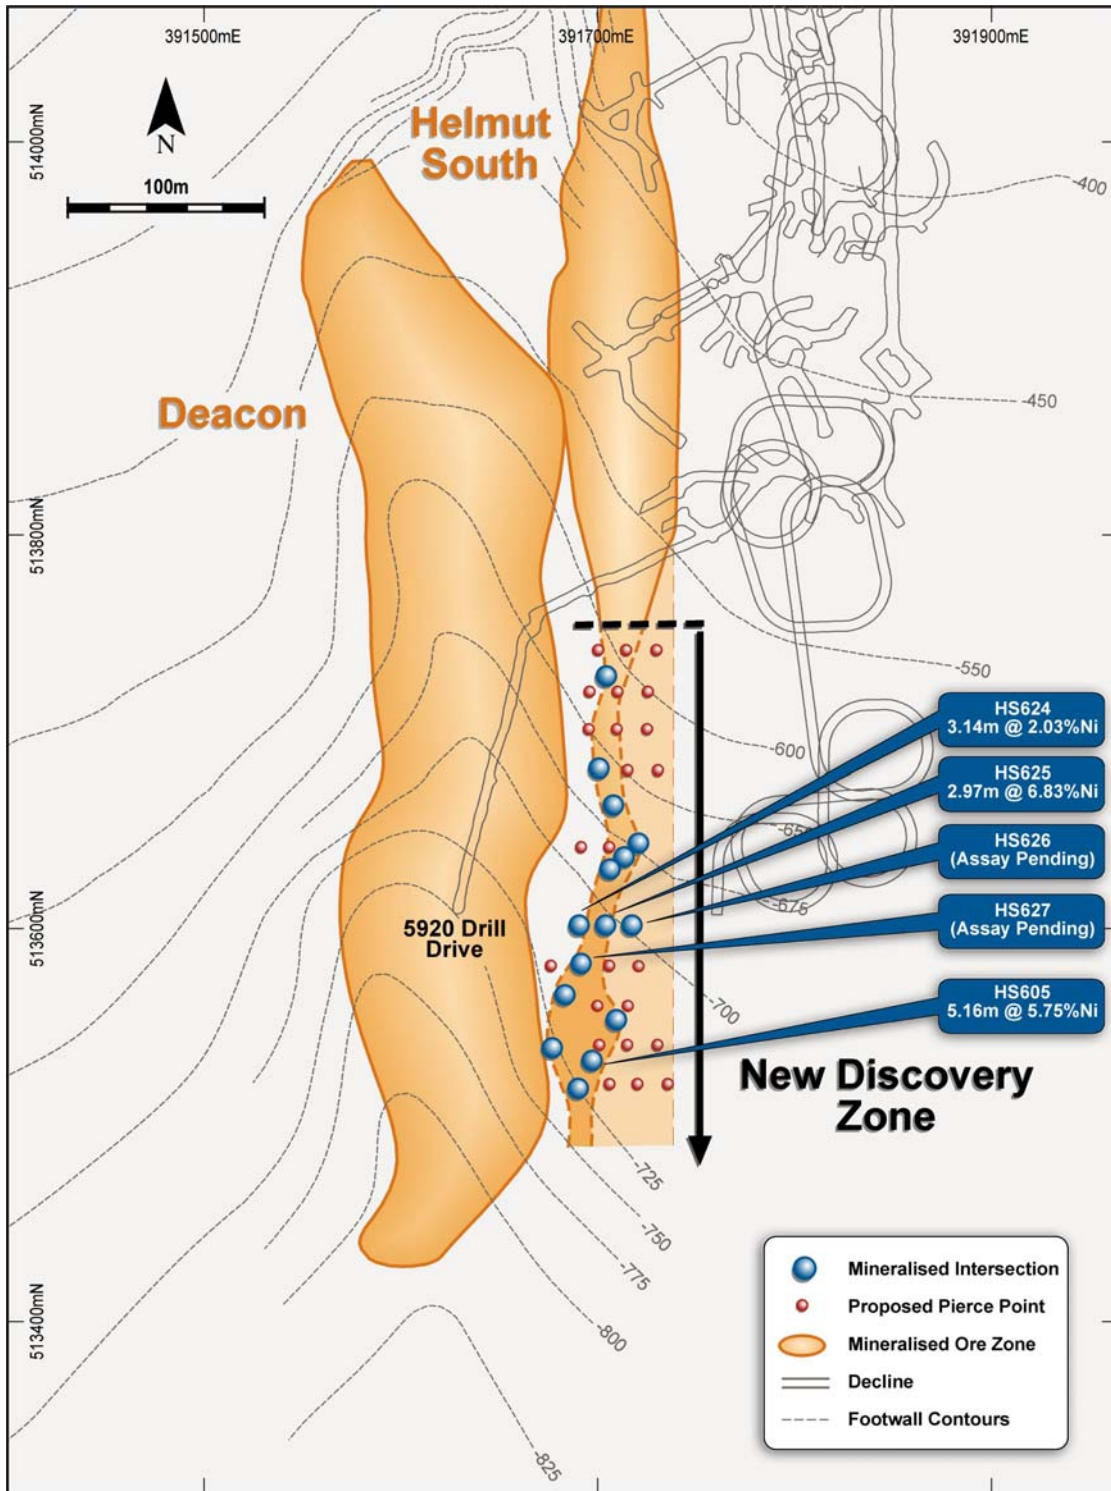 391500mE
391700mE
391900mE
514000mN
N
100m
Helmut
South
-400
Deacon
-450
513800mN
-550
-600
HS624
3.14m @ 2.03%Ni
HS625
2.97m @ 6.83%Ni
-650
HS626
(Assay Pending)
-675
HS627
(Assay Pending)
5920 Drill
Drive
513600mN
-700
HS605
5.16m @ 5.75%Ni
New Discovery
Zone
-725
-750
-775
-800
-825
513400mN
Mineralised Intersection
Proposed Pierce Point
Mineralised Ore Zone
Decline
Footwall Contours